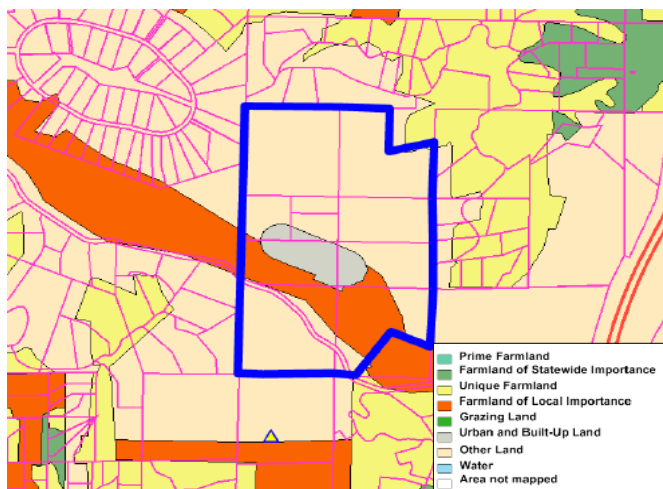 Prime Farmland
Farmland of Statewide Importance
Unique Farmland
Farmland of Local Importance
Grazing Land
Urban and Built-Up Land
Other Land
Water
Area not mapped